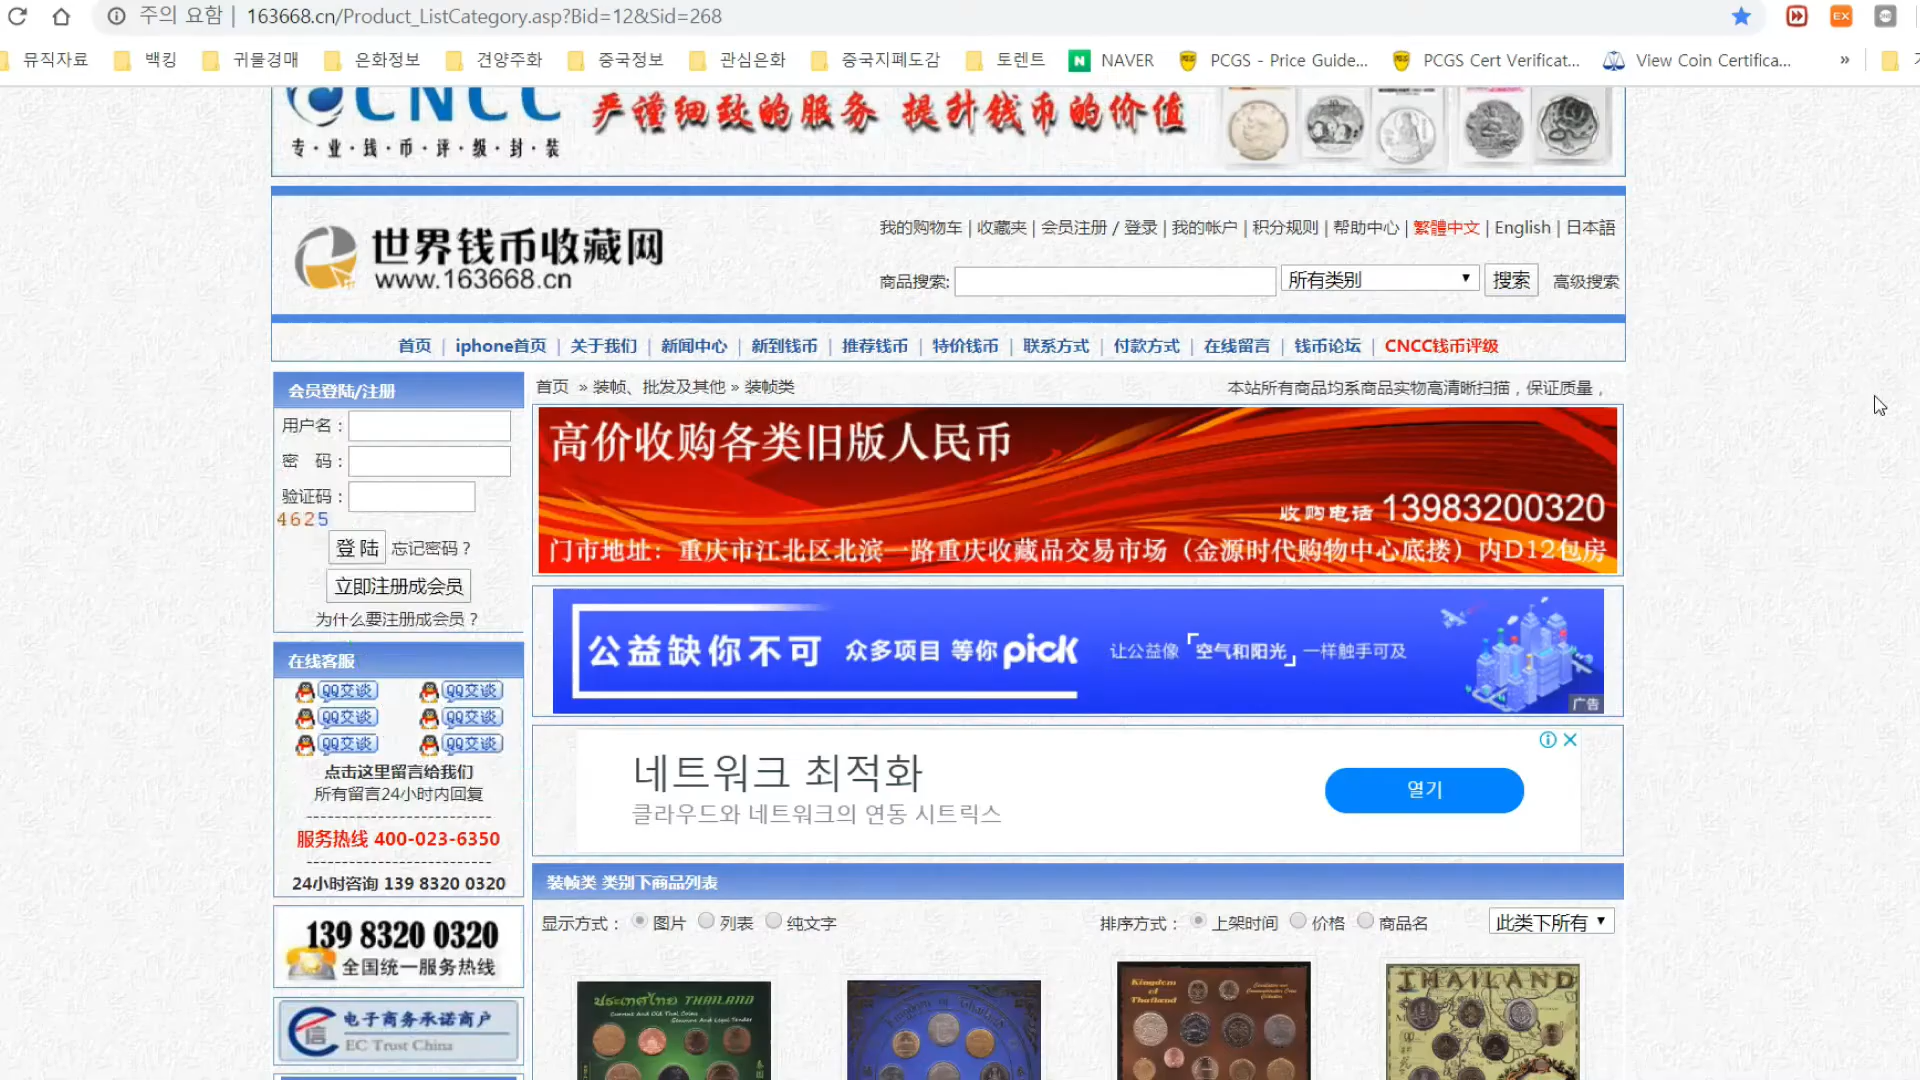 주의 요함 | 163668.cn/Product_ListCategory.asp?Bid=12&Sid=268
뮤직자료 백킹 귀물경매 은화정보 견양주화 중국정보 관심은화 중국지폐도감 토렌트 NAVER PCGS - Price Guide... PCGS Cert Verificat... View Coin Certifica... »
CNCC 严谨细致的服务 提升钱币的价值
专·业·钱·币·评·级·封·装
世界钱币收藏网
www.163668.cn
我的购物车 | 收藏夹 | 会员注册 / 登录 | 我的帐户 | 积分规则 | 帮助中心 | 繁體中文 | English | 日本語
商品搜索: 所有类别 搜索 高级搜索
首页 | iphone首页 | 关于我们 | 新闻中心 | 新到钱币 | 推荐钱币 | 特价钱币 | 联系方式 | 付款方式 | 在线留言 | 钱币论坛 | CNCC钱币评级
会员登陆/注册
用户名：
密 码：
验证码：
4625
登 陆 忘记密码？
立即注册成会员
为什么要注册成会员？
在线客服
QQ交谈 QQ交谈
QQ交谈 QQ交谈
QQ交谈 QQ交谈
点击这里留言给我们
所有留言24小时内回复
服务热线 400-023-6350
24小时咨询 139 8320 0320
139 8320 0320
全国统一服务热线
电子商务承诺商户
EC Trust China
首页 » 装帧、批发及其他 » 装帧类
本站所有商品均系商品实物高清晰扫描，保证质量，
高价收购各类旧版人民币
收购电话 13983200320
门市地址：重庆市江北区北滨一路重庆收藏品交易市场（金源时代购物中心底楼）内D12包房
公益缺你不可 众多项目 等你pick 让公益像「空气和阳光」一样触手可及
广告
네트워크 최적화
클라우드와 네트워크의 연동 시트릭스
열기
装帧类 类别下商品列表
显示方式： 图片 列表 纯文字
排序方式： 上架时间 价格 商品名 此类下所有
ประเทศไทย THAILAND
Current And Old Thai Coins
Genuine and Legal Tender
Kingdom of Thailand
THAILAND